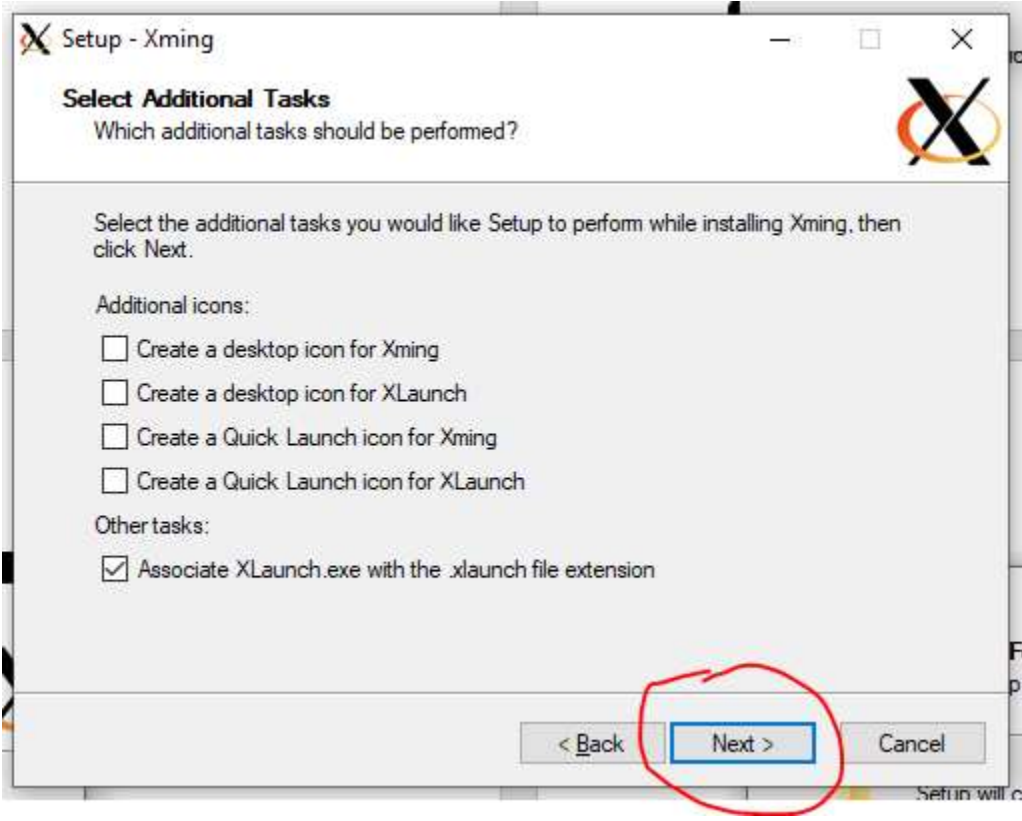 Setup - Xming
Select Additional Tasks
Which additional tasks should be performed?
Select the additional tasks you would like Setup to perform while installing Xming, then
click Next.
Additional icons:
Create a desktop icon for Xming
Create a desktop icon for XLaunch
Create a Quick Launch icon for Xming
Create a Quick Launch icon for XLaunch
Other tasks:
Associate XLaunch.exe with the .xlaunch file extension
< Back Next > Cancel
Setup will